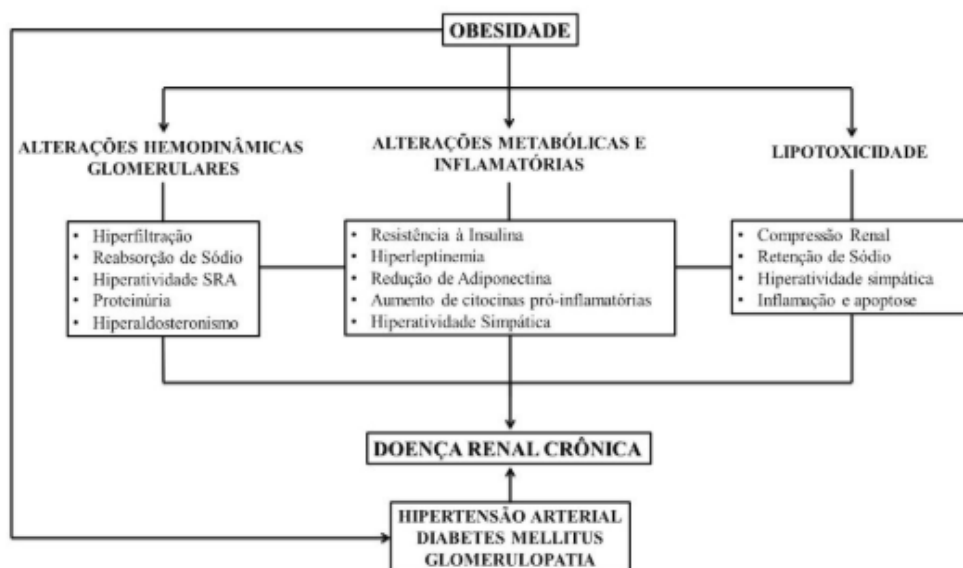 OBESIDADE
ALTERAÇÕES HEMODINÂMICAS
GLOMERULARES
ALTERAÇÕES METABÓLICAS E
INFLAMATÓRIAS
LIPOTOXICIDADE
• Hiperfiltração
• Reabsorção de Sódio
• Hiperatividade SRA
• Proteinúria
• Hiperaldosteronismo
• Resistência à Insulina
• Hiperleptinemia
• Redução de Adiponectina
• Aumento de citocinas pró-inflamatórias
• Hiperatividade Simpática
• Compressão Renal
• Retenção de Sódio
• Hiperatividade simpática
• Inflamação e apoptose
DOENÇA RENAL CRÔNICA
HIPERTENSÃO ARTERIAL
DIABETES MELLITUS
GLOMERULOPATIA